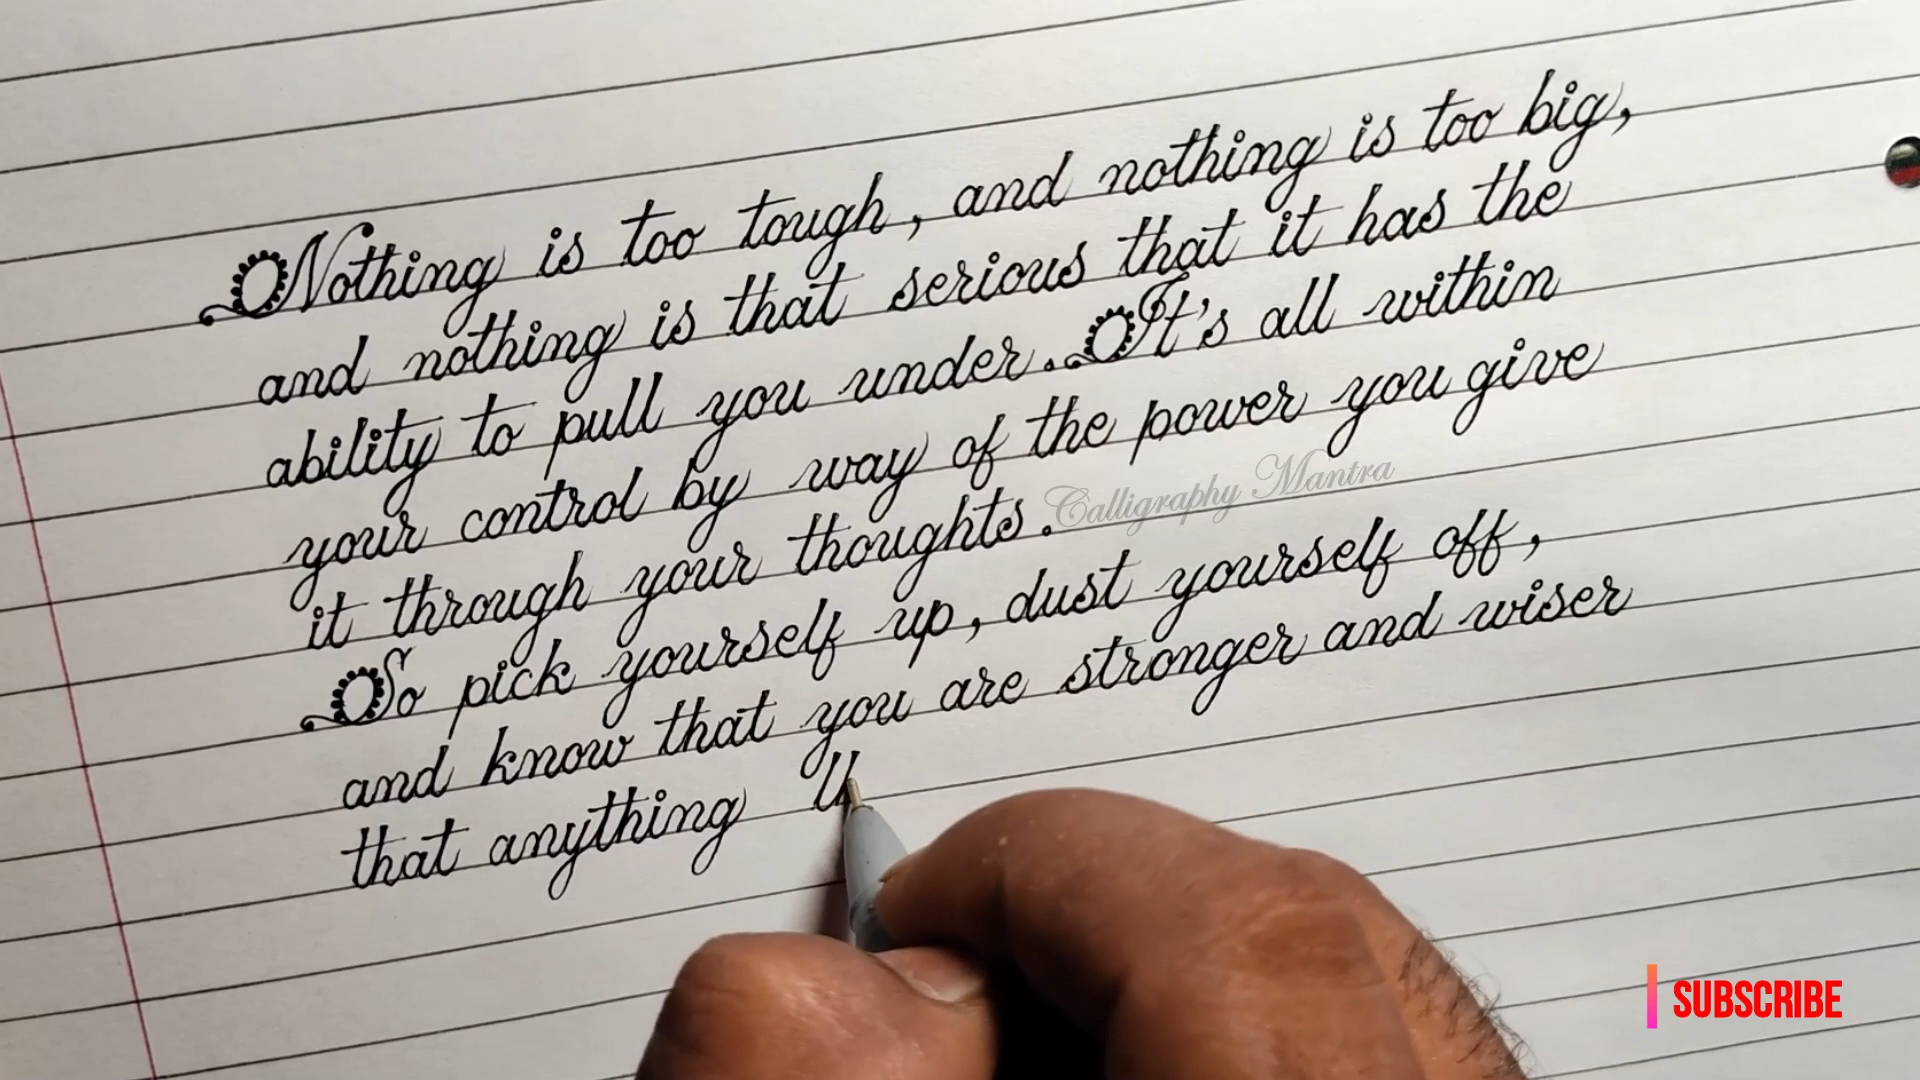 Nothing is too tough, and nothing is too big,
and nothing is that serious that it has the
ability to pull you under. It's all within
your control by way of the power you give
it through your thoughts.
Calligraphy Mantra
So pick yourself up, dust yourself off,
and know that you are stronger and wiser
that anything
SUBSCRIBE